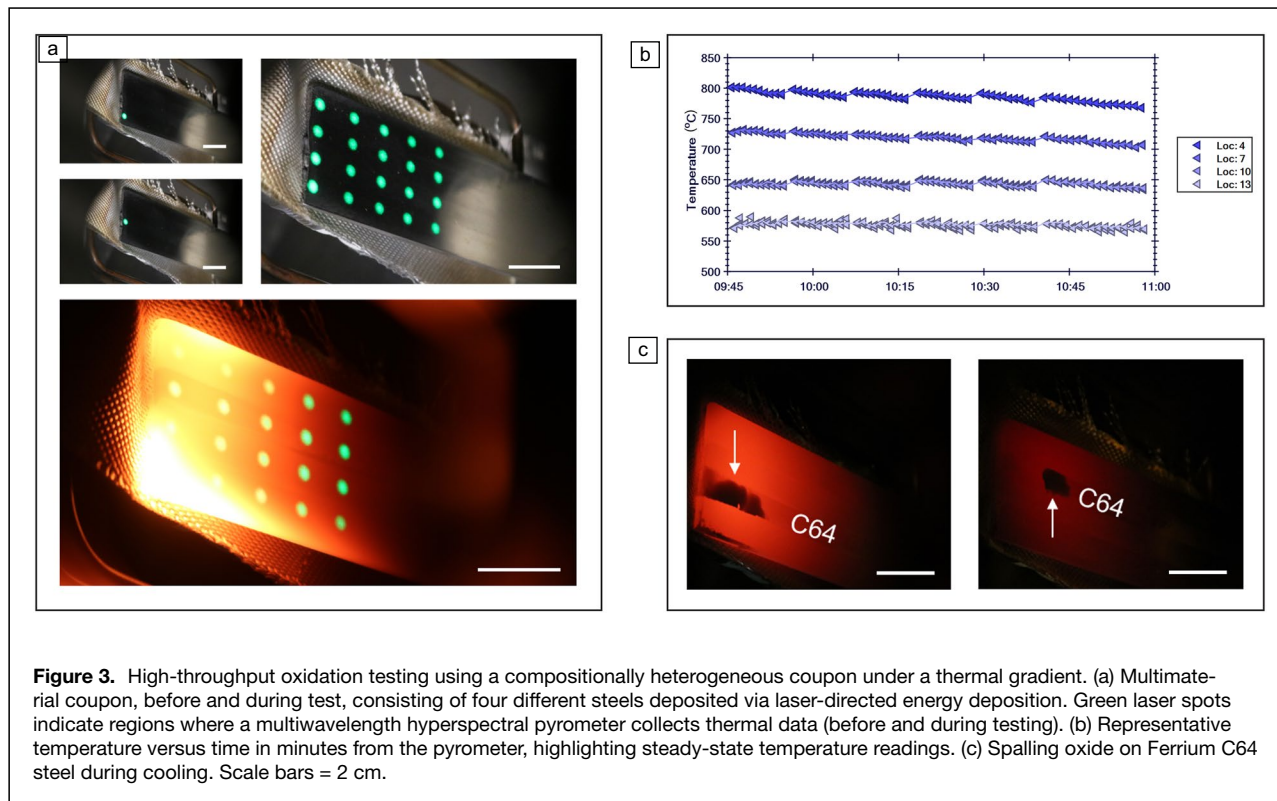 a
b
850
800
750
700
650
600
550
500
Temperature (°C)
09:45 10:00 10:15 10:30 10:45 11:00
Loc: 4
Loc: 7
Loc: 10
Loc: 13
c
C64
C64
Figure 3. High-throughput oxidation testing using a compositionally heterogeneous coupon under a thermal gradient. (a) Multimate-
rial coupon, before and during test, consisting of four different steels deposited via laser-directed energy deposition. Green laser spots
indicate regions where a multiwavelength hyperspectral pyrometer collects thermal data (before and during testing). (b) Representative
temperature versus time in minutes from the pyrometer, highlighting steady-state temperature readings. (c) Spalling oxide on Ferrium C64
steel during cooling. Scale bars = 2 cm.